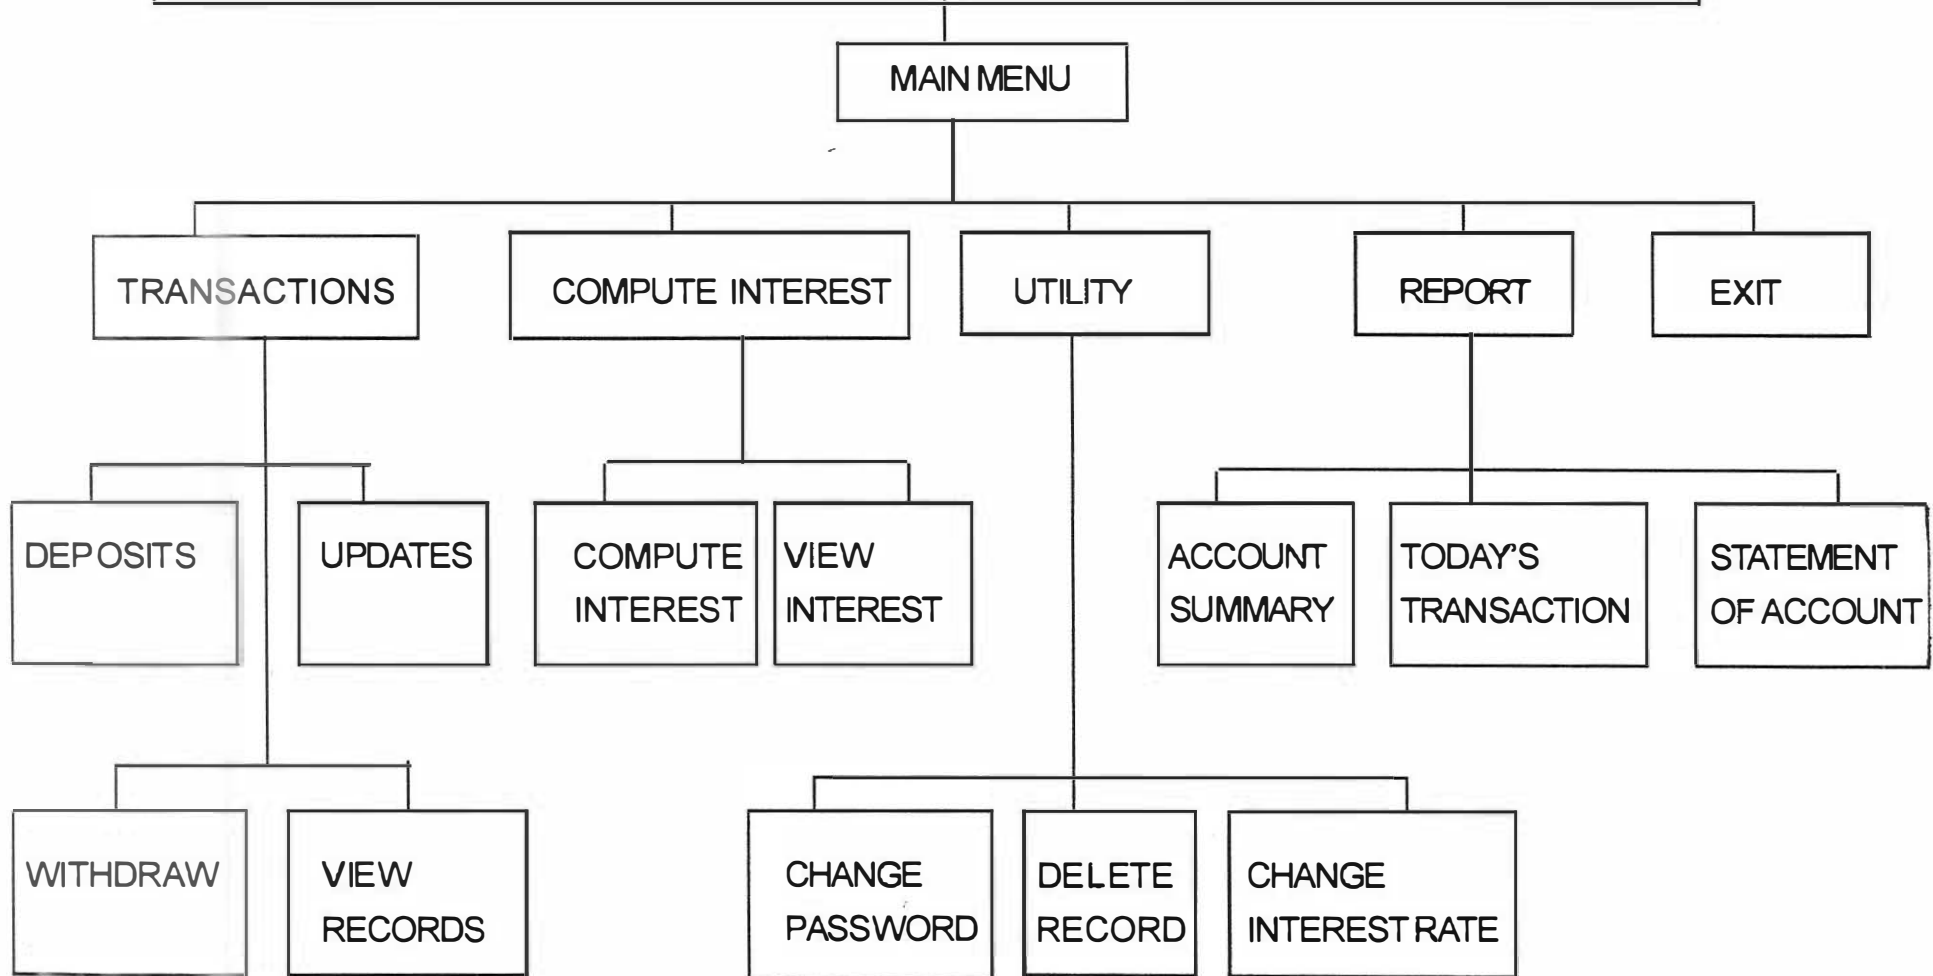 MAIN MENU
TRANSACTIONS
COMPUTE INTEREST
UTILITY
REPORT
EXIT
DEPOSITS
UPDATES
COMPUTE
INTEREST
VIEW
INTEREST
ACCOUNT
SUMMARY
TODAY'S
TRANSACTION
STATEMENT
OF ACCOUNT
WITHDRAW
VIEW
RECORDS
CHANGE
PASSWORD
DELETE
RECORD
CHANGE
INTEREST RATE